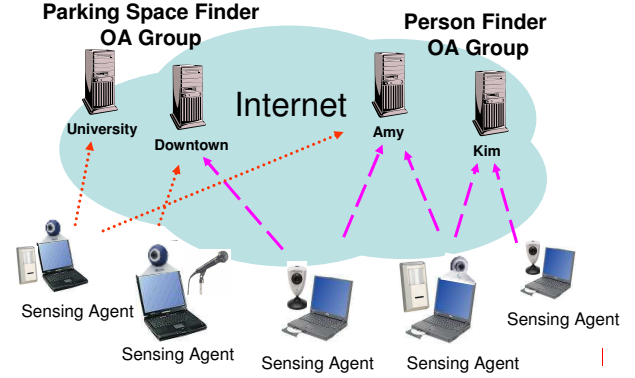 Parking Space Finder
OA Group
Person Finder
OA Group
Internet
University
Downtown
Amy
Kim
Sensing Agent
Sensing Agent
Sensing Agent
Sensing Agent
Sensing Agent